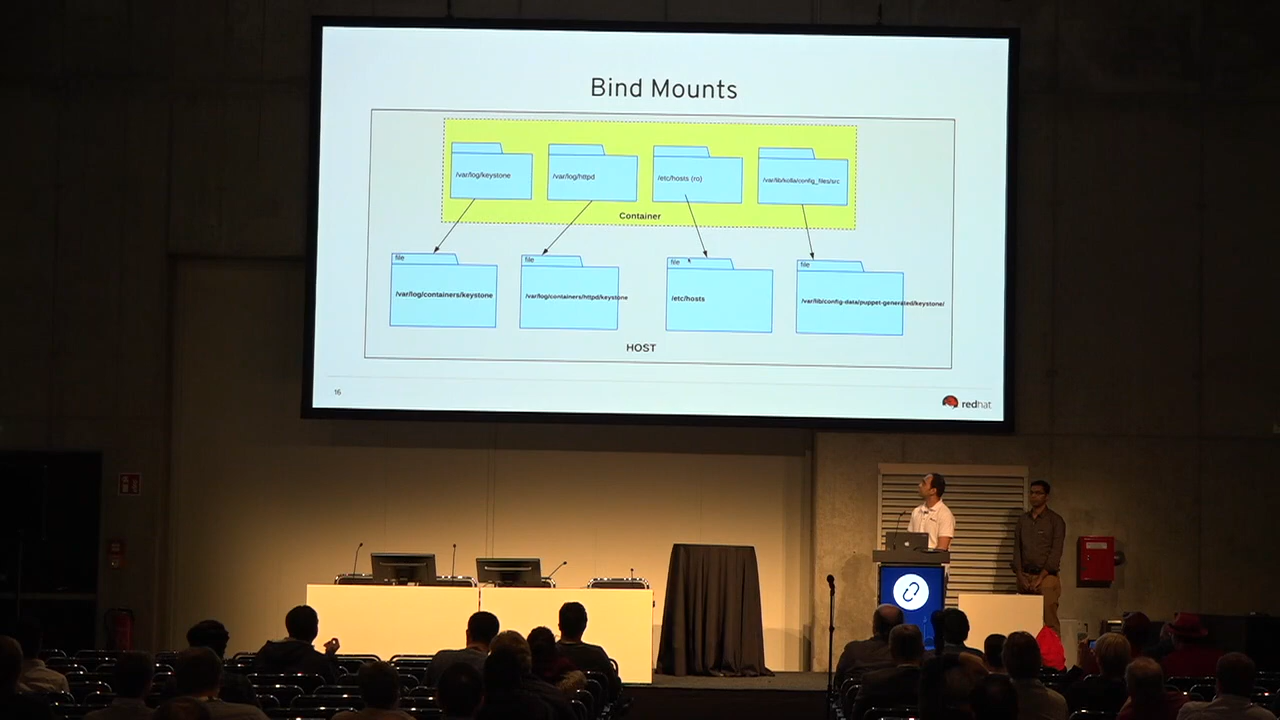 Bind Mounts
/var/log/keystone
/var/log/httpd
/etc/hosts (ro)
/var/lib/kolla/config_files/src
Container
file
file
file
file
/var/log/containers/keystone
/var/log/containers/httpd/keystone
/etc/hosts
/var/lib/config-data/puppet-generated/keystone/
HOST
16
redhat